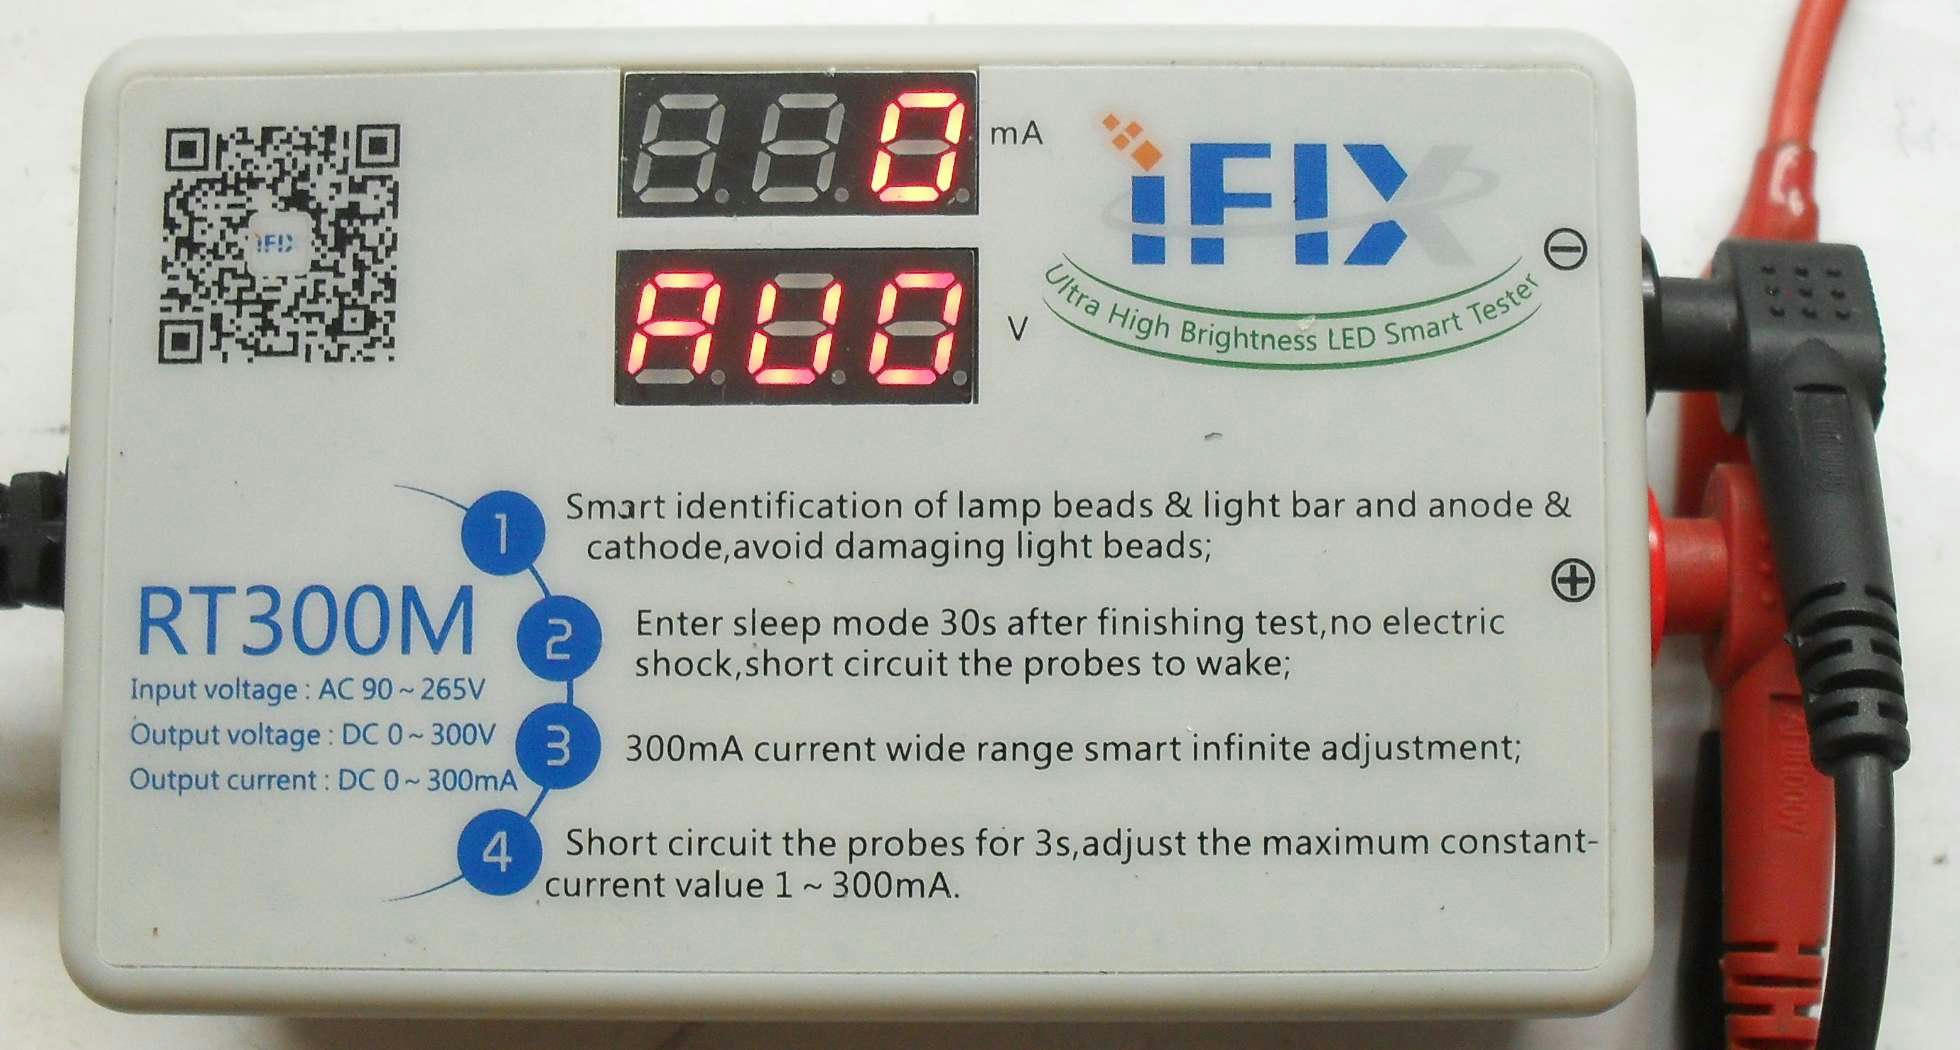 0 mA
AU0 V
iFIX
iFIX
Ultra High Brightness LED Smart Tester
1 Smart identification of lamp beads & light bar and anode &
cathode,avoid damaging light beads;
2 Enter sleep mode 30s after finishing test,no electric
shock,short circuit the probes to wake;
3 300mA current wide range smart infinite adjustment;
4 Short circuit the probes for 3s,adjust the maximum constant-
current value 1~300mA.
RT300M
Input voltage : AC 90~265V
Output voltage : DC 0~300V
Output current : DC 0~300mA